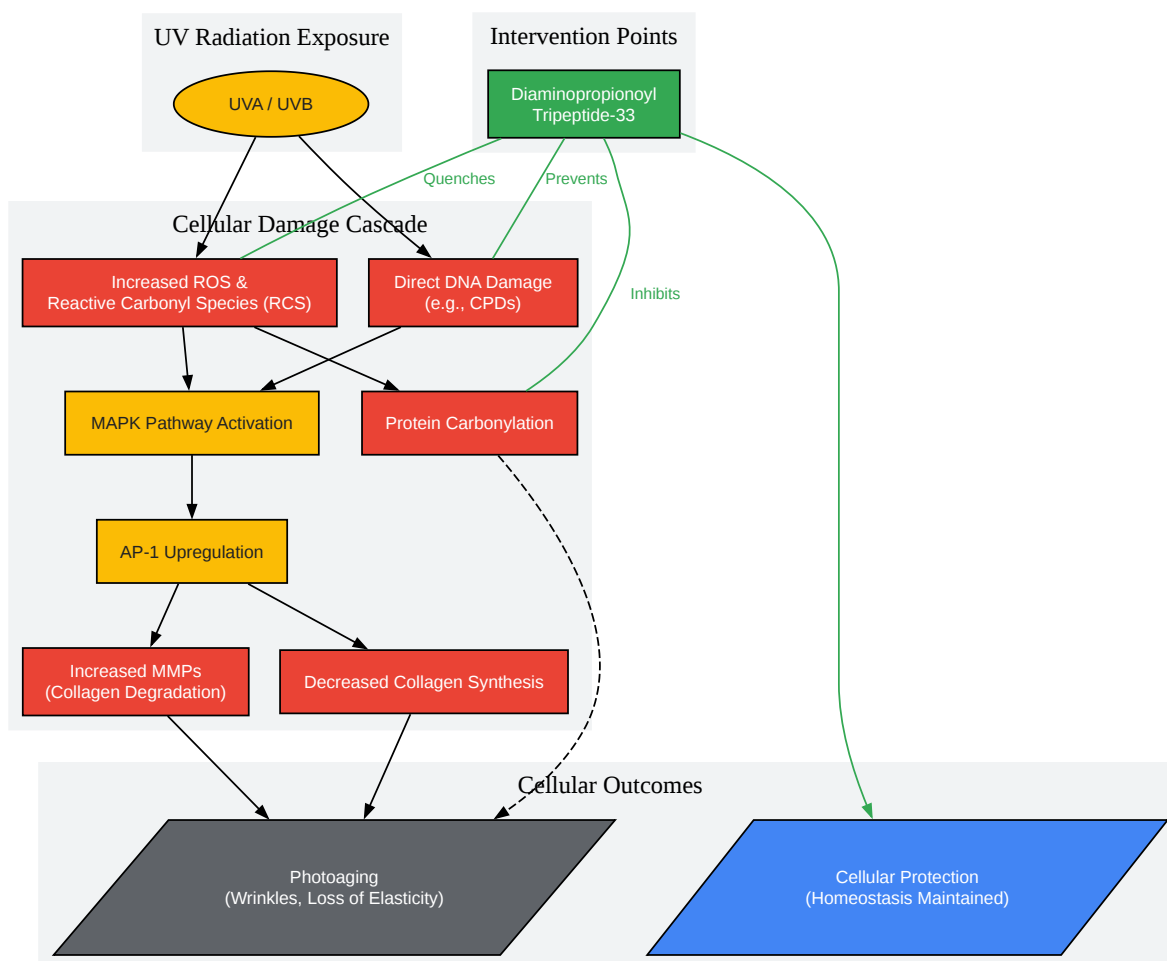 UV Radiation Exposure
Intervention Points
UVA / UVB
Diaminopropionoyl
Tripeptide-33
Quenches
Prevents
Cellular Damage Cascade
Increased ROS &
Reactive Carbonyl Species (RCS)
Direct DNA Damage
(e.g., CPDs)
Inhibits
MAPK Pathway Activation
Protein Carbonylation
AP-1 Upregulation
Increased MMPs
(Collagen Degradation)
Decreased Collagen Synthesis
Cellular Outcomes
Photoaging
(Wrinkles, Loss of Elasticity)
Cellular Protection
(Homeostasis Maintained)